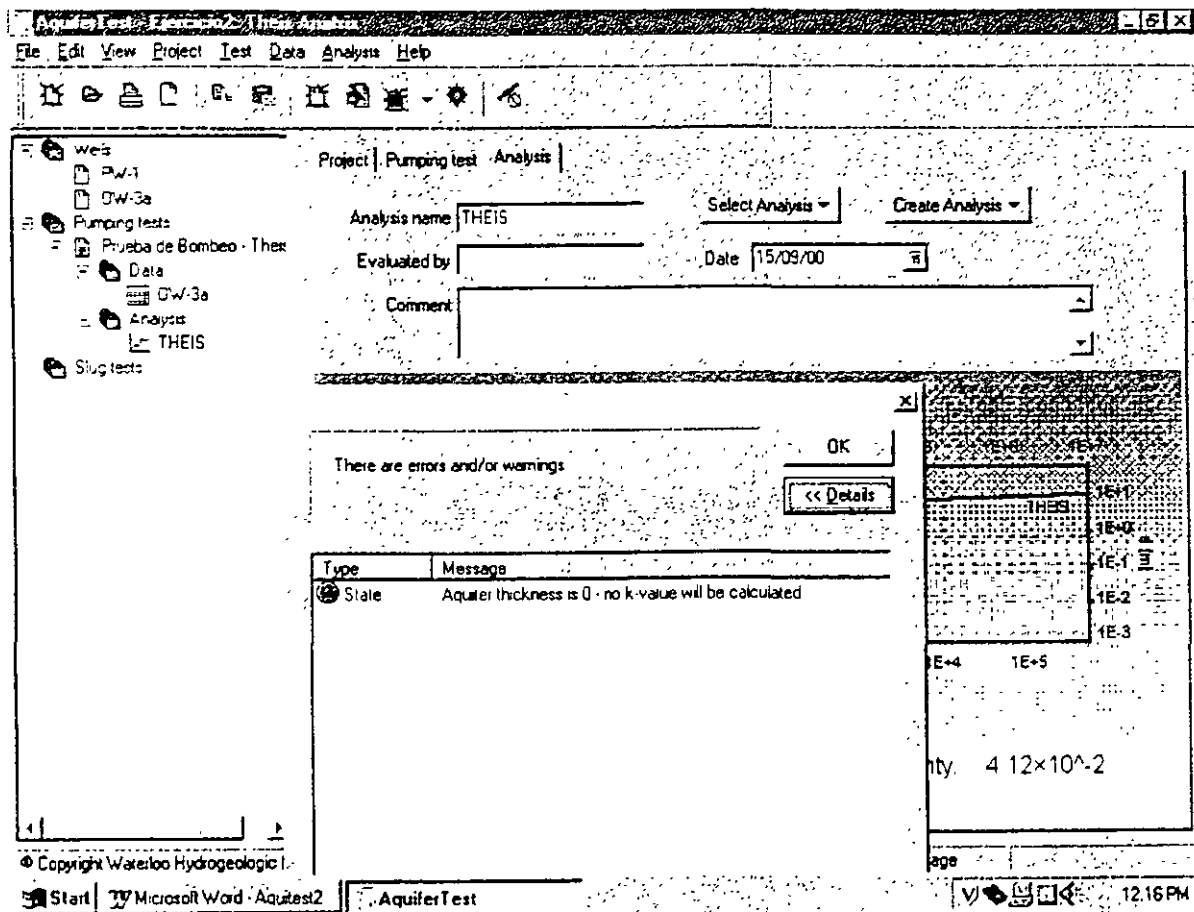 AquiferTest - Ejercicio2: Theis
File Edit View Project Test Data Analysis Help
PW-1
OW-3a
Pumping tests
Prueba de Bombeo - Theis
Data
OW-3a
Analysis
THEIS
Slug tests
Project Pumping test Analysis
Analysis name THEIS Select Analysis Create Analysis
Evaluated by Date 15/09/00
Comment
There are errors and/or warnings
OK
<< Details
Type Message
State Aquifer thickness is 0 - no k-value will be calculated
THEIS
1E+1
1E+0
1E-1
1E-2
1E-3
1E+5
4 12×10^-2
© Copyright Waterloo Hydrogeologic I
Start Microsoft Word - Aquitest2 AquiferTest 12.16 PM